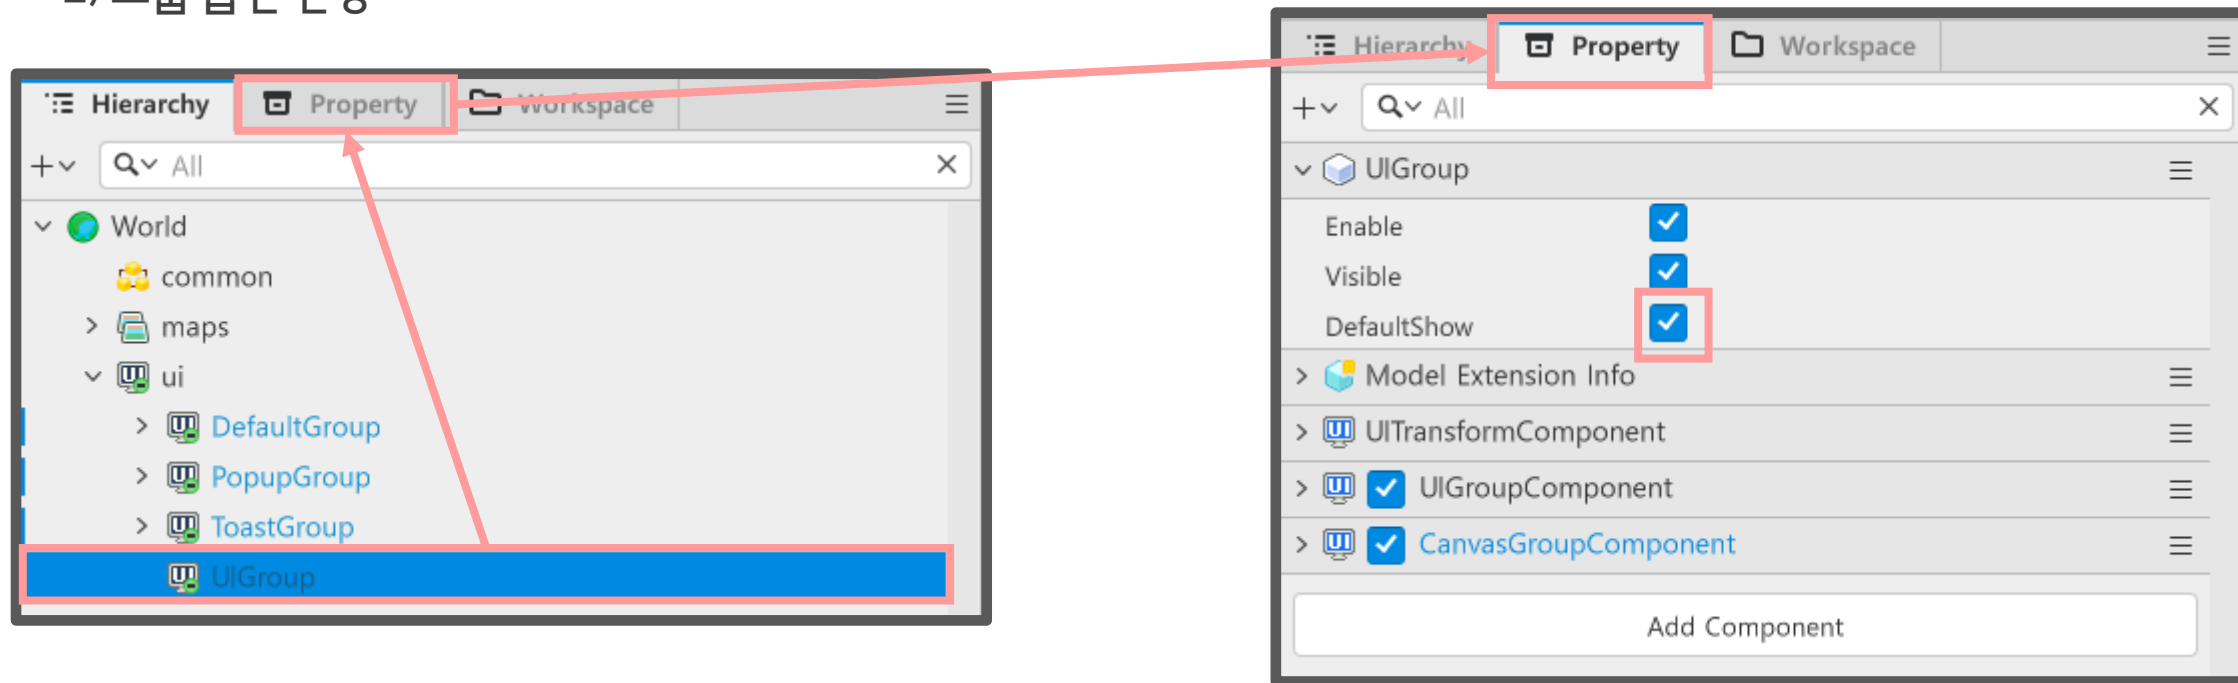 Hierarchy Property Workspace
All
World
common
maps
ui
DefaultGroup
PopupGroup
ToastGroup
UIGroup
Hierarchy Property Workspace
All
UIGroup
Enable
Visible
DefaultShow
Model Extension Info
UITransformComponent
UIGroupComponent
CanvasGroupComponent
Add Component